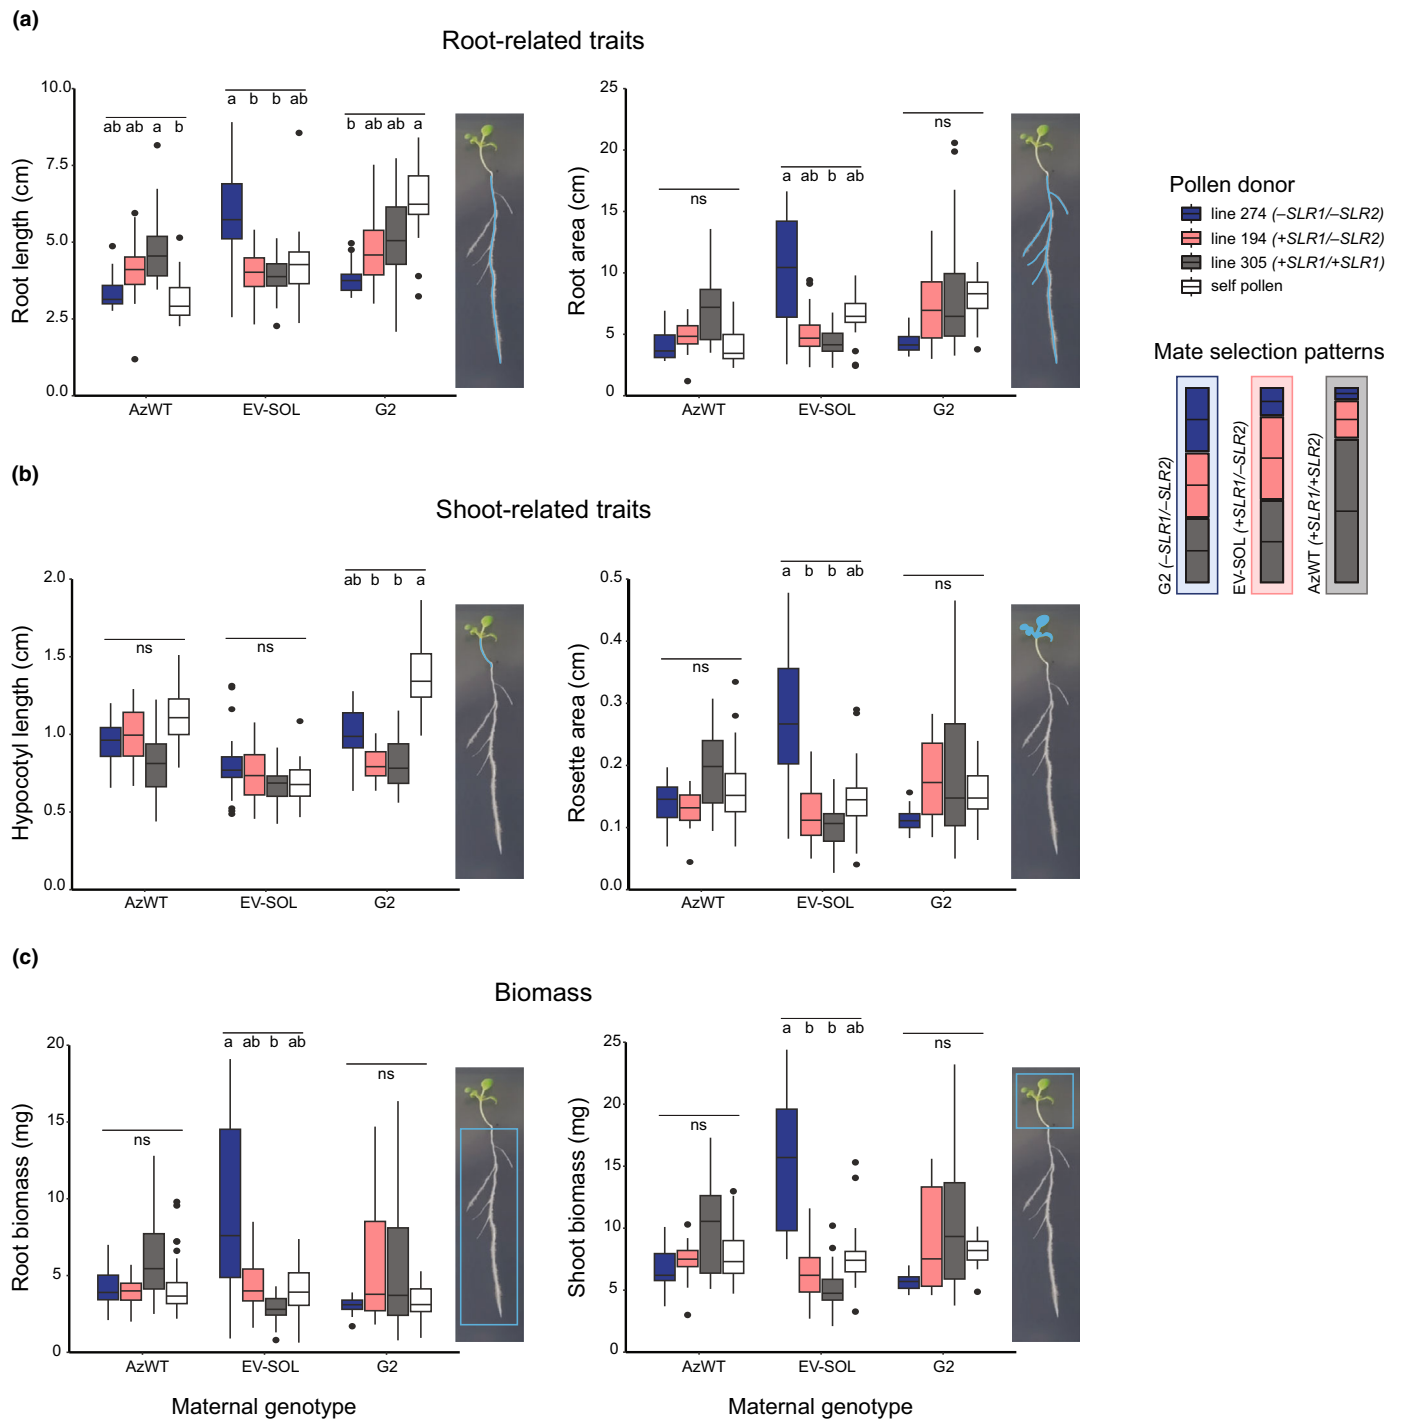 (a)
Root-related traits
Root length (cm)
10.0
7.5
5.0
2.5
0.0
ab ab a b
a b b ab
b ab ab a
AzWT EV-SOL G2
Root area (cm)
25
20
15
10
5
0
ns
a ab b ab
ns
AzWT EV-SOL G2
Pollen donor
line 274 (–SLR1/–SLR2)
line 194 (+SLR1/–SLR2)
line 305 (+SLR1/+SLR1)
self pollen
Mate selection patterns
G2 (–SLR1/–SLR2)
EV-SOL (+SLR1/–SLR2)
AzWT (+SLR1/+SLR2)
(b)
Shoot-related traits
Hypocotyl length (cm)
2.0
1.5
1.0
0.5
0.0
ns
ns
ab b b a
AzWT EV-SOL G2
Rosette area (cm)
0.5
0.4
0.3
0.2
0.1
0.0
ns
a b b ab
ns
AzWT EV-SOL G2
(c)
Biomass
Root biomass (mg)
20
15
10
5
0
ns
a ab b ab
ns
AzWT EV-SOL G2
Maternal genotype
Shoot biomass (mg)
25
20
15
10
5
0
ns
a b b ab
ns
AzWT EV-SOL G2
Maternal genotype